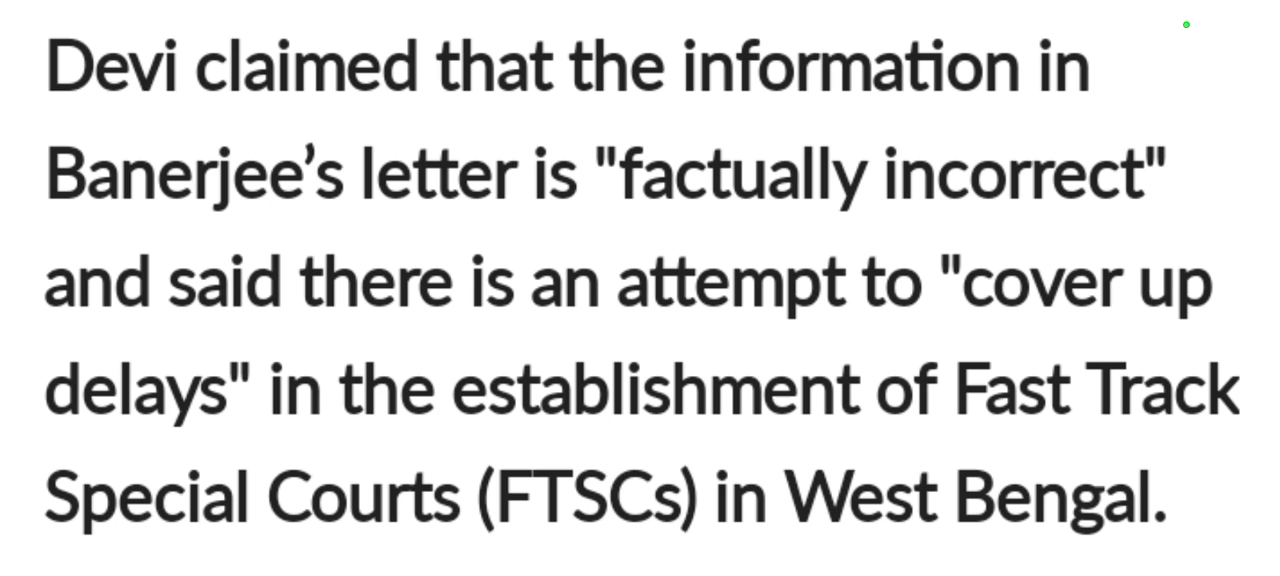 Devi claimed that the information in
Banerjee’s letter is "factually incorrect"
and said there is an attempt to "cover up
delays" in the establishment of Fast Track
Special Courts (FTSCs) in West Bengal.